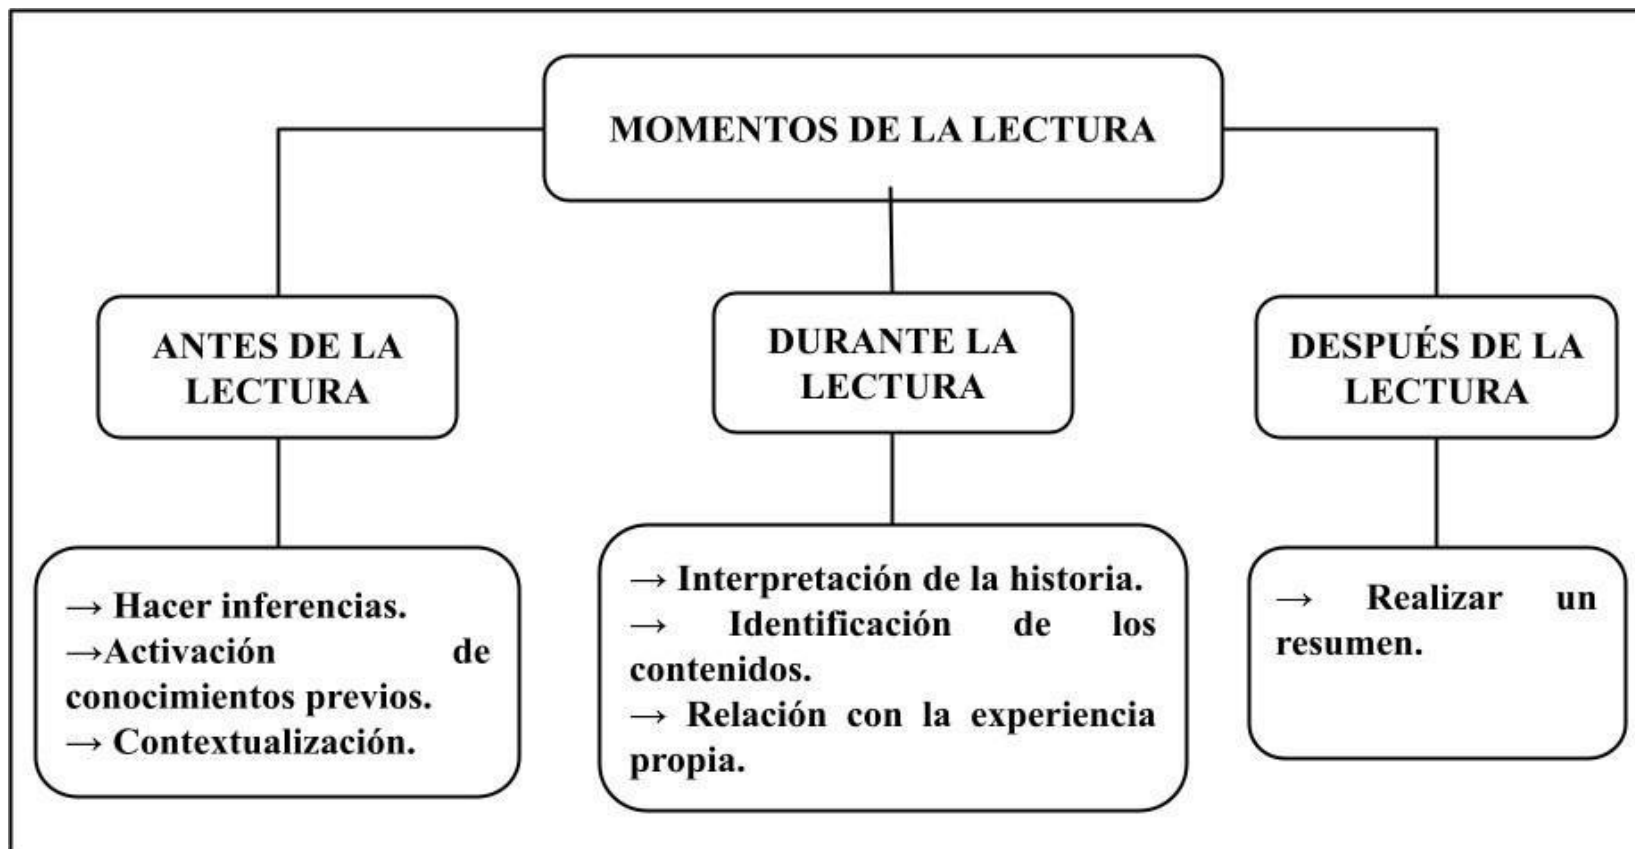 MOMENTOS DE LA LECTURA
ANTES DE LA
LECTURA
DURANTE LA
LECTURA
DESPUÉS DE LA
LECTURA
→ Hacer inferencias.
→Activación de
conocimientos previos.
→ Contextualización.
→ Interpretación de la historia.
→ Identificación de los
contenidos.
→ Relación con la experiencia
propia.
→ Realizar un
resumen.